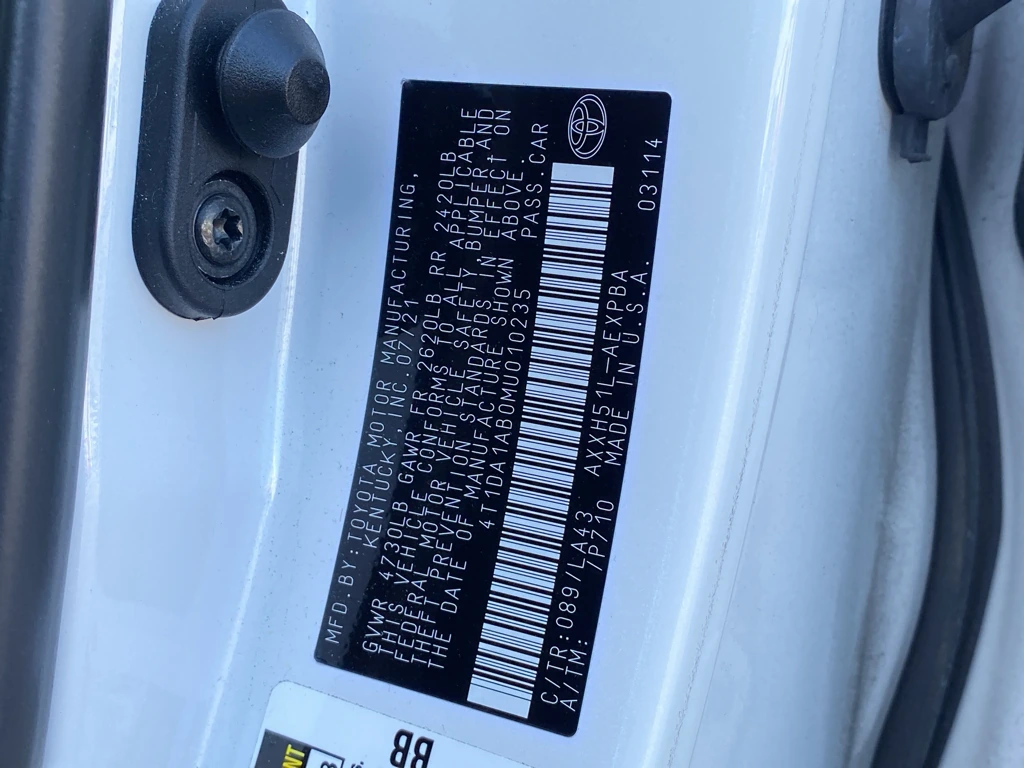 MFD.BY:TOYOTA MOTOR MANUFACTURING,
KENTUCKY, INC.07/21
GVWR 4730LB GAWR FR 2620LB RR 2420LB
THIS VEHICLE CONFORMS TO ALL APPLICABLE
FEDERAL MOTOR VEHICLE SAFETY, BUMPER, AND
THEFT PREVENTION STANDARDS IN EFFECT ON
THE DATE OF MANUFACTURE SHOWN ABOVE.
4T1DA1AB0MU010235 PASS.CAR
C/TR:089/LA43 AXXH51L-AEXPBA 03114
A/TM: /P710 MADE IN U.S.A.
BB
NT